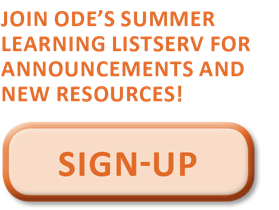 JOIN ODE’S SUMMER
LEARNING LISTSERV FOR
ANNOUNCEMENTS AND
NEW RESOURCES!
SIGN-UP